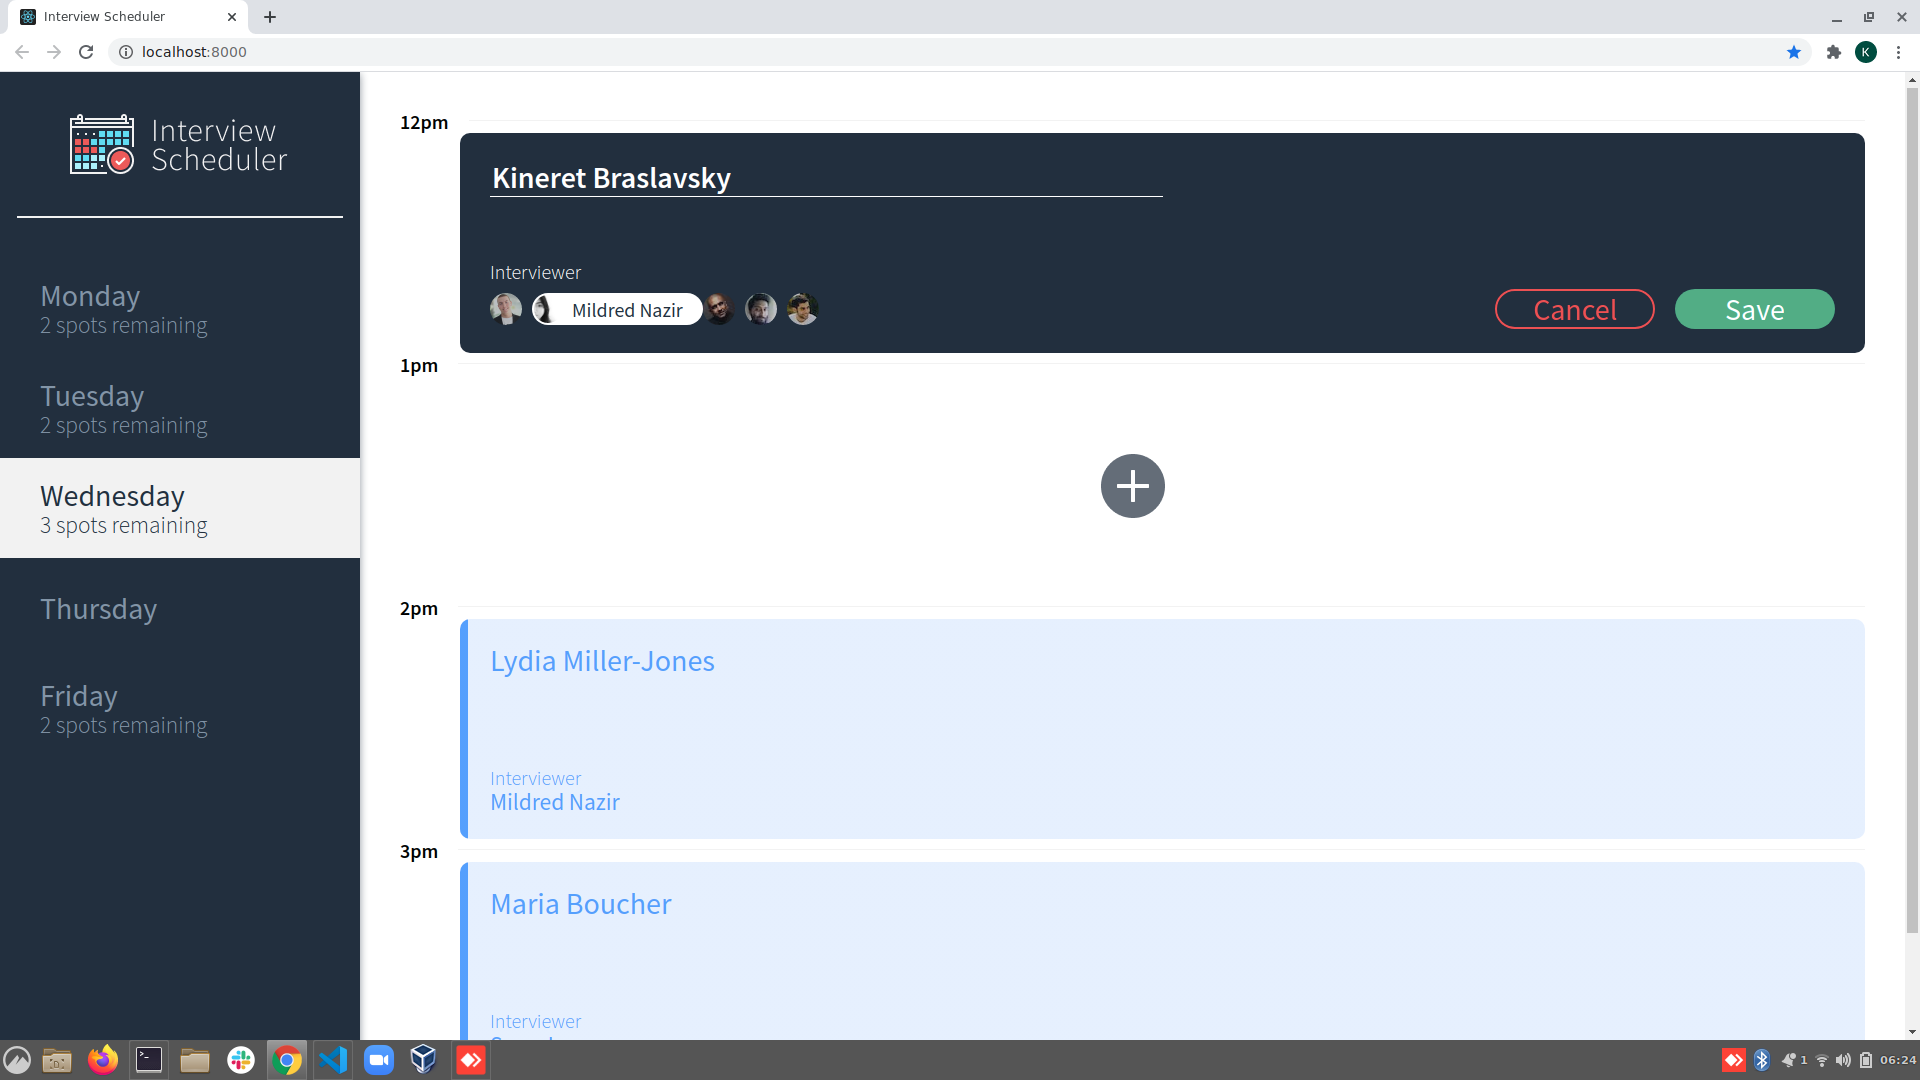 Interview Scheduler
localhost:8000
K
Interview
Scheduler
Monday
2 spots remaining
Tuesday
2 spots remaining
Wednesday
3 spots remaining
Thursday
Friday
2 spots remaining
12pm
Kineret Braslavsky
Interviewer
Mildred Nazir
Cancel
Save
1pm
2pm
Lydia Miller-Jones
Interviewer
Mildred Nazir
3pm
Maria Boucher
Interviewer
1
06:24